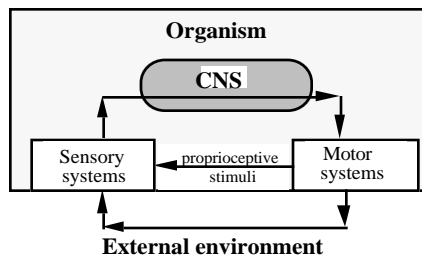 Organism
CNS
Sensory
systems
proprioceptive
stimuli
Motor
systems
External environment